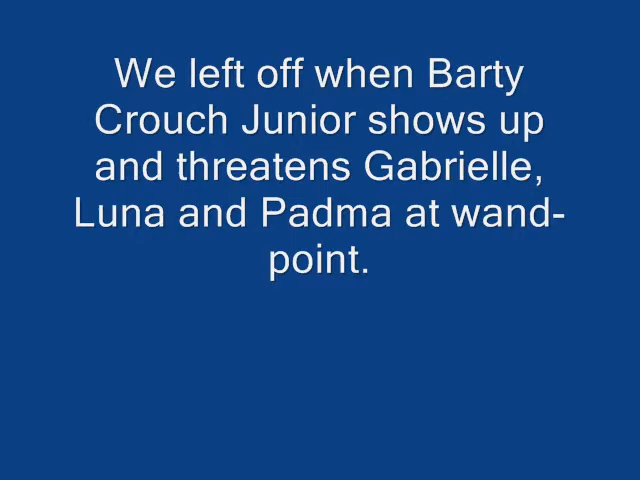 We left off when Barty
Crouch Junior shows up
and threatens Gabrielle,
Luna and Padma at wand-
point.